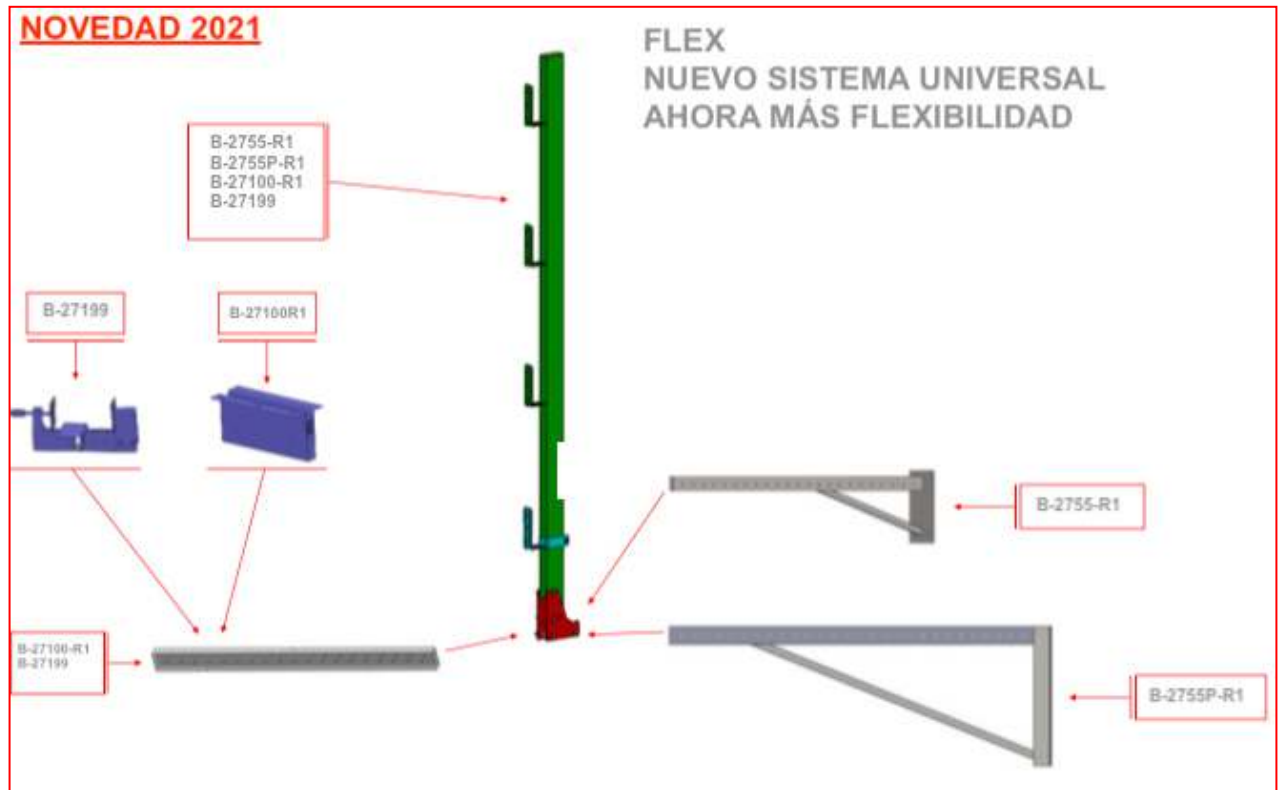 NOVEDAD 2021
FLEX
NUEVO SISTEMA UNIVERSAL
AHORA MÁS FLEXIBILIDAD
B-2755-R1
B-2755P-R1
B-27100-R1
B-27199
B-27199
B-27100R1
B-2755-R1
B-27100-R1
B-27199
B-2755P-R1